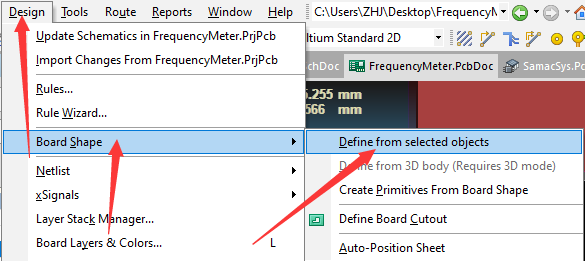 Design Tools Route Reports Window Help C:\Users\ZHJ\Desktop\FrequencyM
Update Schematics in FrequencyMeter.PrjPcb
ltium Standard 2D
Import Changes From FrequencyMeter.PrjPcb
chDoc FrequencyMeter.PcbDoc SamacSys.Pc
Rules...
5.255 mm
Rule Wizard...
566 mm
Board Shape
Define from selected objects
Define from 3D body (Requires 3D mode)
Netlist
Create Primitives From Board Shape
xSignals
Layer Stack Manager...
Define Board Cutout
Board Layers & Colors... L
Auto-Position Sheet